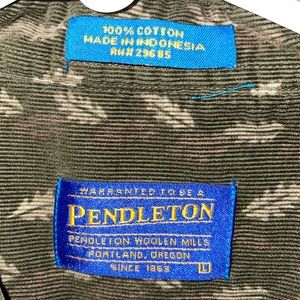 100% COTTON
MADE IN INDONESIA
RN# 29685
WARRANTED TO BE A
PENDLETON
PENDLETON WOOLEN MILLS
PORTLAND, OREGON
SINCE 1863 L